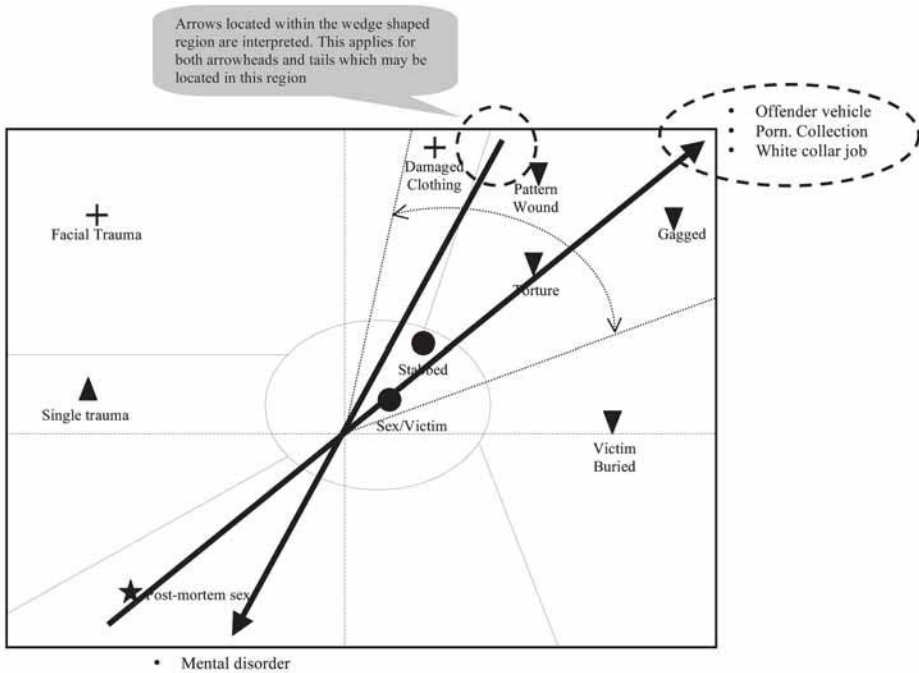 Arrows located within the wedge shaped
region are interpreted. This applies for
both arrowheads and tails which may be
located in this region
• Offender vehicle
• Porn. Collection
• White collar job
Damaged
Clothing
Pattern
Wound
Facial Trauma
Gagged
Torture
Stabbed
Single trauma
Sex/Victim
Victim
Buried
Post-mortem sex
• Mental disorder